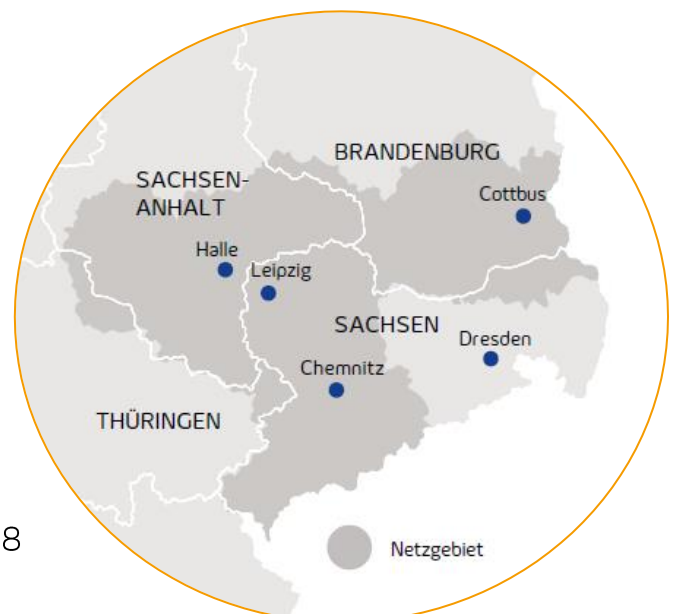 BRANDENBURG
SACHSEN-
ANHALT
Cottbus
Halle
Leipzig
SACHSEN
Dresden
Chemnitz
THÜRINGEN
8
Netzgebiet